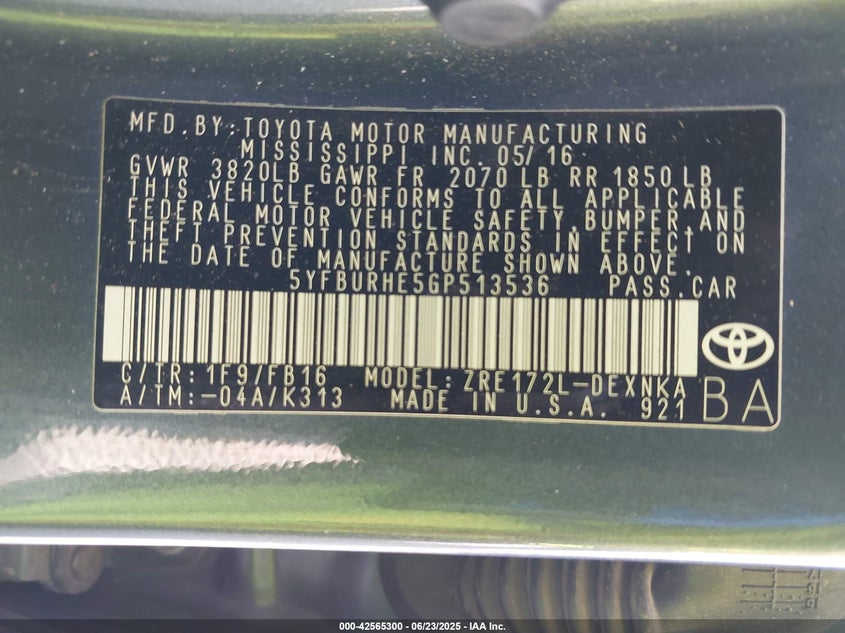 MFD.BY:TOYOTA MOTOR MANUFACTURING
MISSISSIPPI INC. 05/16
GVWR 3820LB GAWR FR 2070 LB RR 1850 LB
THIS VEHICLE CONFORMS TO ALL APPLICABLE
FEDERAL MOTOR VEHICLE SAFETY,BUMPER,AND
THEFT PREVENTION STANDARDS IN EFFECT ON
THE DATE OF MANUFACTURE SHOWN ABOVE.
5YFBURHE5GP513536 PASS.CAR
C/TR:1F9/FB16 MODEL:ZRE172L-DEXNKA
A/TM:-04A/K313 MADE IN U.S.A. 921
BA
000-42565300 - 06/23/2025 - IAA Inc.